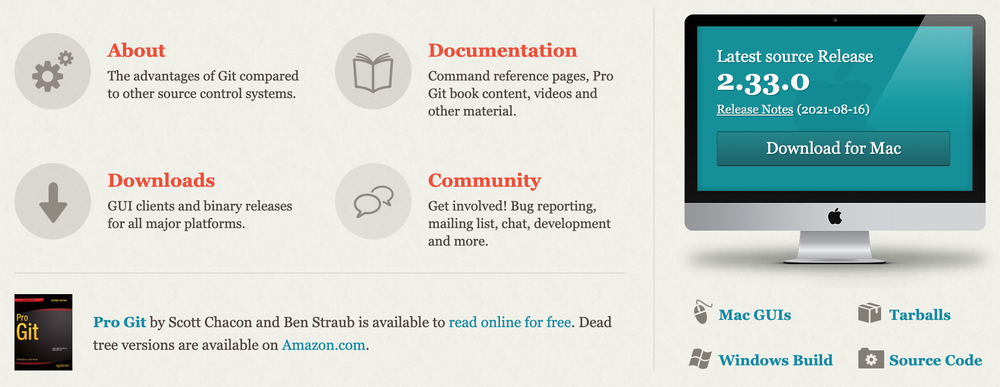 About
The advantages of Git compared
to other source control systems.
Documentation
Command reference pages, Pro
Git book content, videos and
other material.
Downloads
GUI clients and binary releases
for all major platforms.
Community
Get involved! Bug reporting,
mailing list, chat, development
and more.
Pro
Git
Apress
Pro Git by Scott Chacon and Ben Straub is available to read online for free. Dead
tree versions are available on Amazon.com.
Latest source Release
2.33.0
Release Notes (2021-08-16)
Download for Mac
Mac GUIs
Tarballs
Windows Build
Source Code